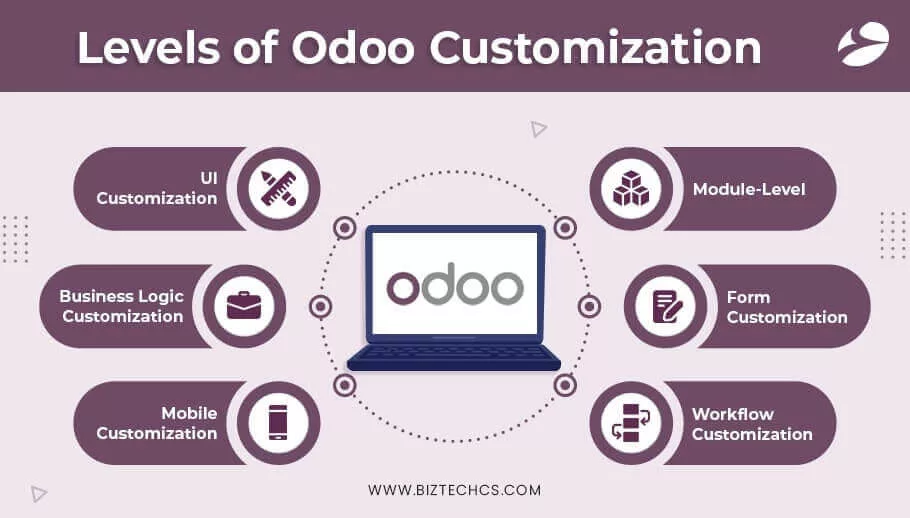 Levels of Odoo Customization
UI
Customization
Business Logic
Customization
Mobile
Customization
odoo
Module-Level
Form
Customization
Workflow
Customization
WWW.BIZTECHCS.COM